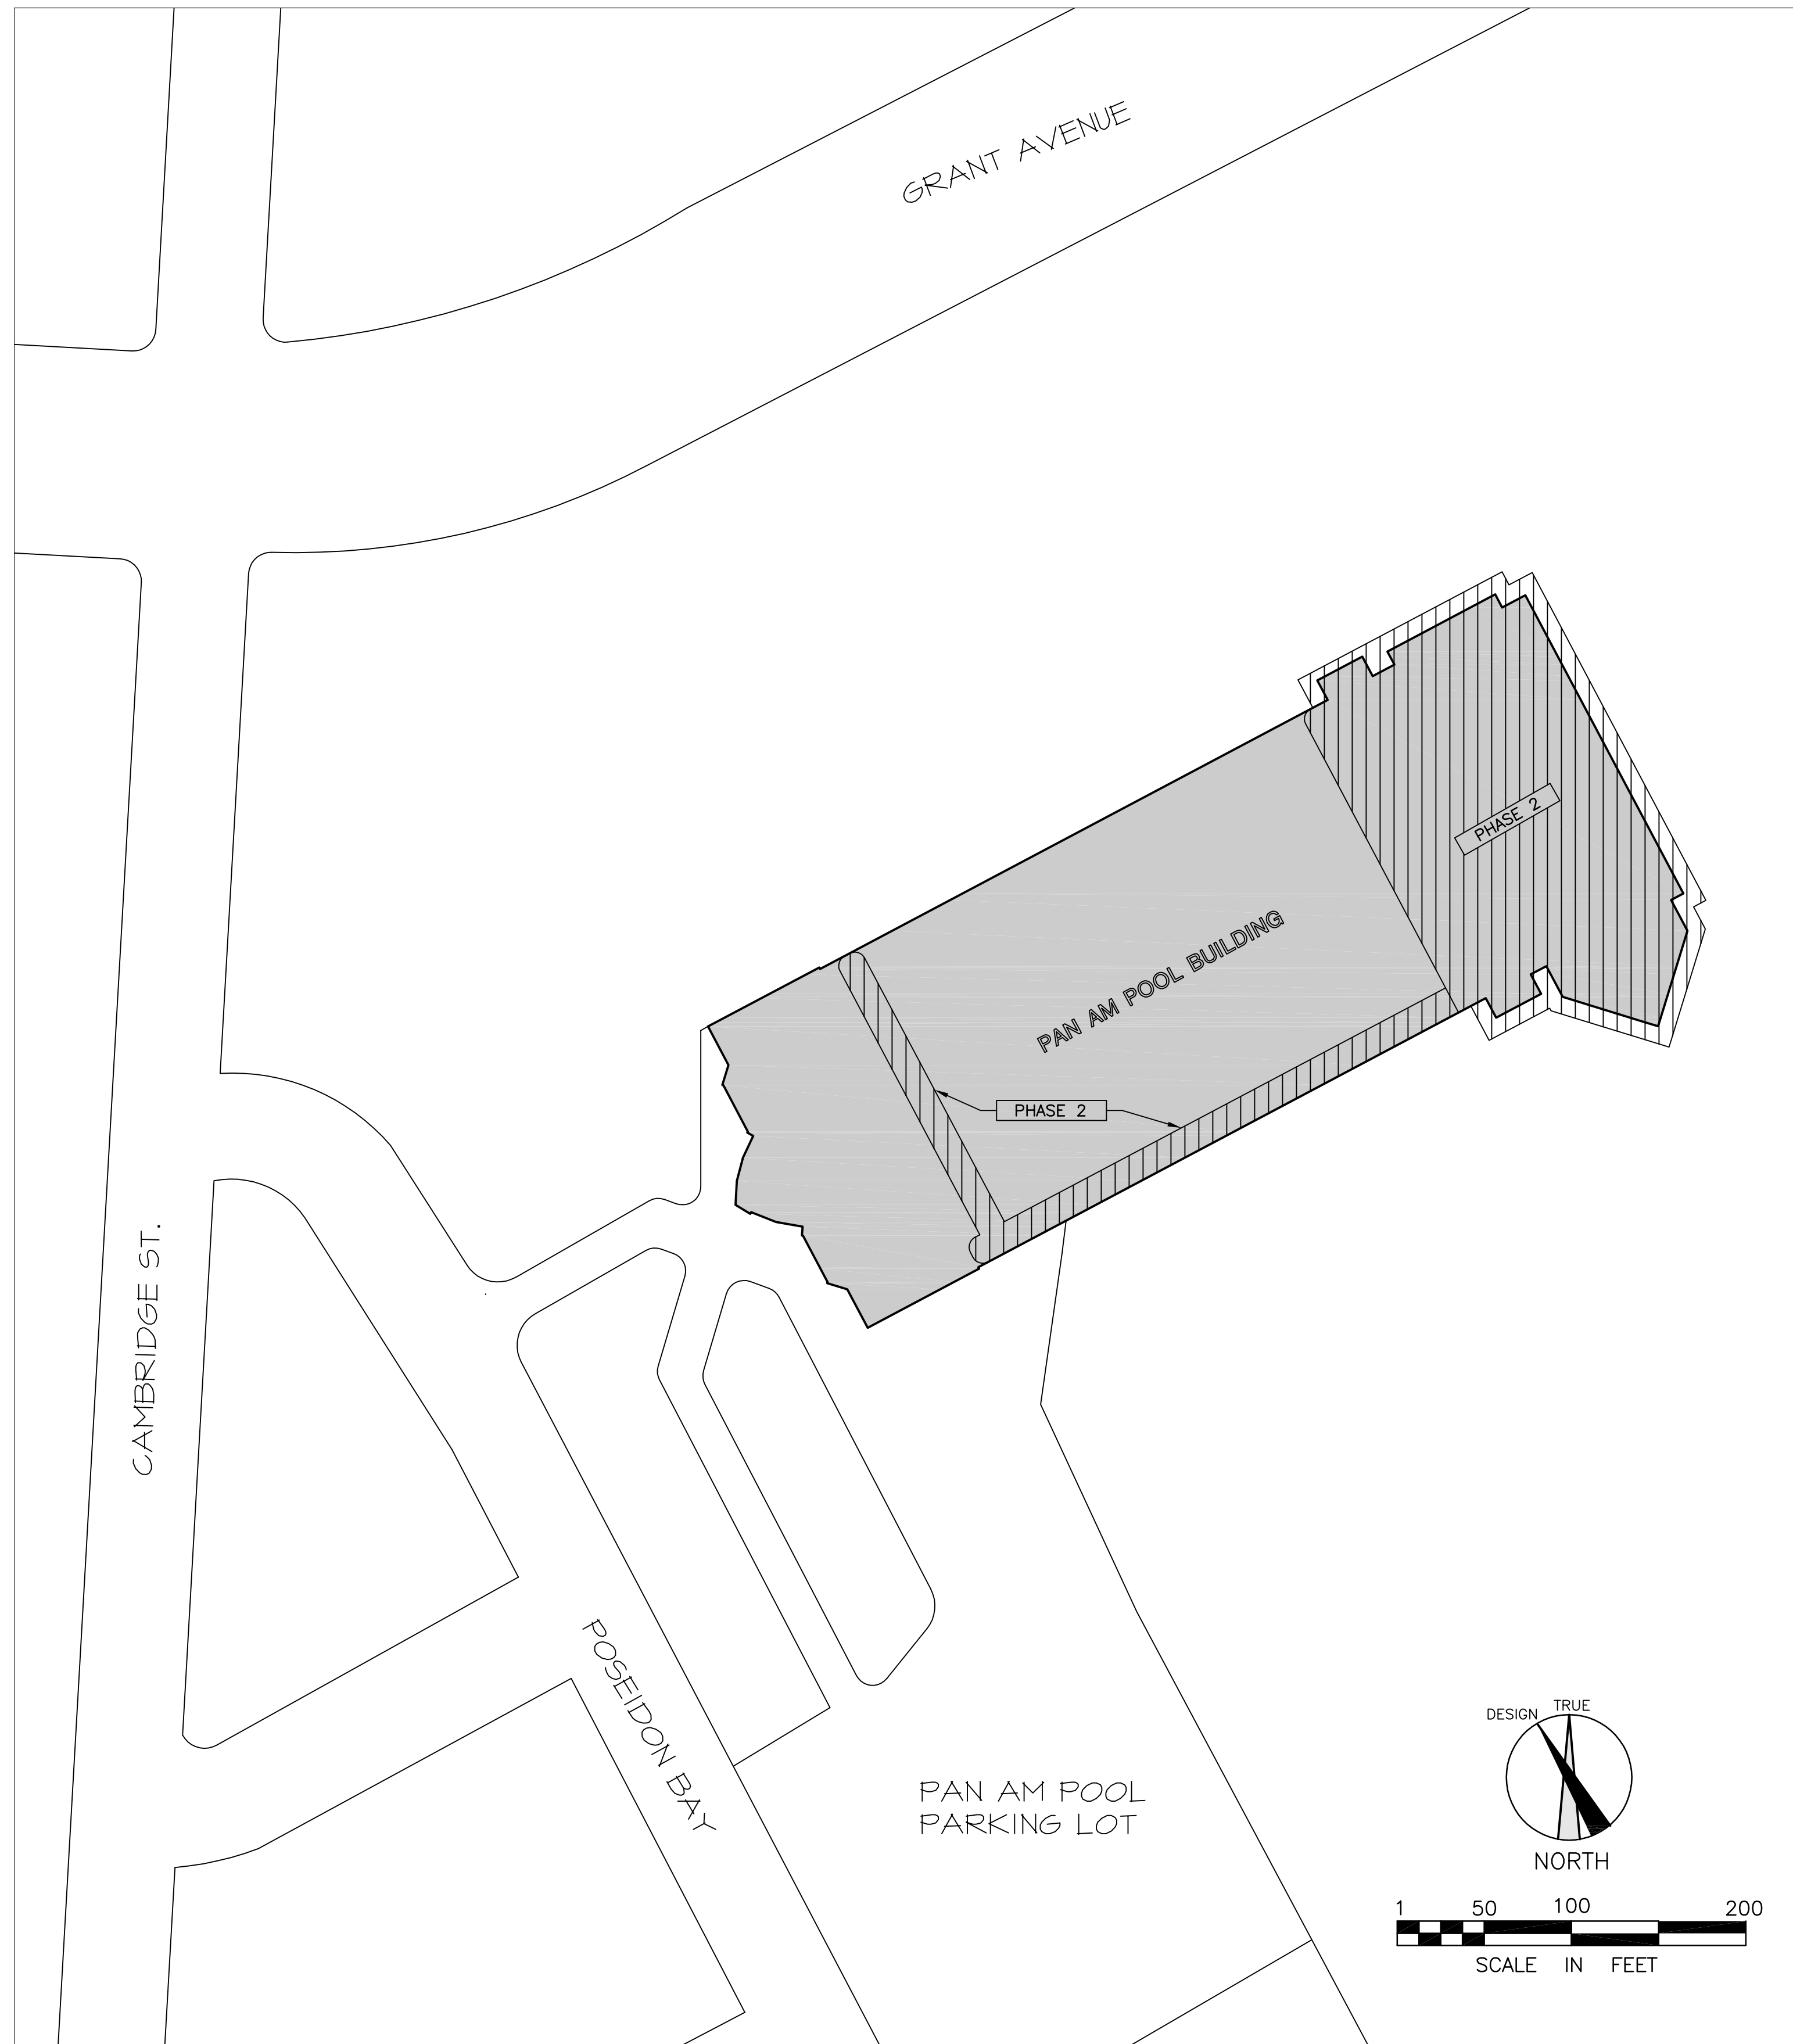 GRANT AVENUE
PHASE 2
PAN AM POOL BUILDING
PHASE 2
CAMBRIDGE ST.
POSEIDON BAY
PAN AM POOL
PARKING LOT
DESIGN TRUE
NORTH
1 50 100 200
SCALE IN FEET